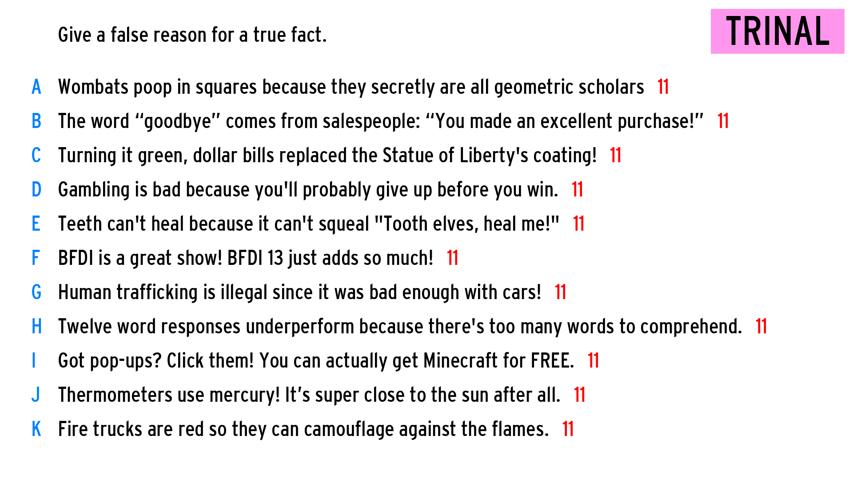 Give a false reason for a true fact.
TRINAL
A Wombats poop in squares because they secretly are all geometric scholars 11
B The word “goodbye” comes from salespeople: “You made an excellent purchase!” 11
C Turning it green, dollar bills replaced the Statue of Liberty's coating! 11
D Gambling is bad because you'll probably give up before you win. 11
E Teeth can't heal because it can't squeal "Tooth elves, heal me!" 11
F BFDI is a great show! BFDI 13 just adds so much! 11
G Human trafficking is illegal since it was bad enough with cars! 11
H Twelve word responses underperform because there's too many words to comprehend. 11
I Got pop-ups? Click them! You can actually get Minecraft for FREE. 11
J Thermometers use mercury! It’s super close to the sun after all. 11
K Fire trucks are red so they can camouflage against the flames. 11